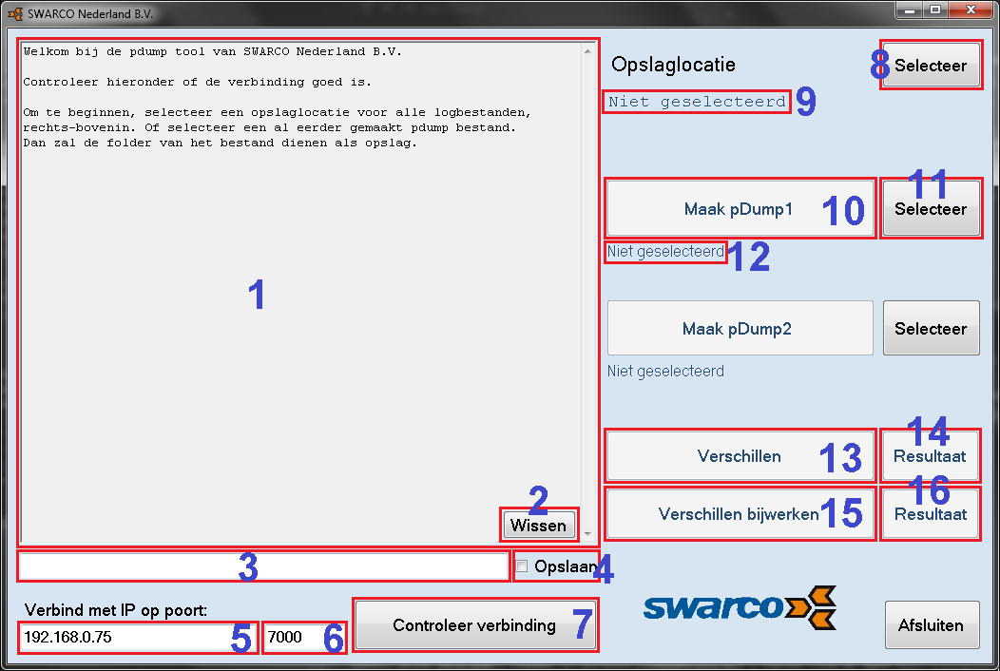 SWARCO Nederland B.V.
Welkom bij de pdump tool van SWARCO Nederland B.V.
Controleer hieronder of de verbinding goed is.
Om te beginnen, selecteer een opslaglocatie voor alle logbestanden,
rechts-bovenin. Of selecteer een al eerder gemaakt pdump bestand.
Dan zal de folder van het bestand dienen als opslag.
1
2
Wissen
3
Opslaan
4
Verbind met IP op poort:
192.168.0.75
5
7000
6
Controleer verbinding
7
Opslaglocatie
8
Selecteer
Niet geselecteerd
9
Maak pDump1
10
11
Selecteer
Niet geselecteerd
12
Maak pDump2
Selecteer
Niet geselecteerd
Verschillen
13
14
Resultaat
Verschillen bijwerken
15
16
Resultaat
swarco
Afsluiten